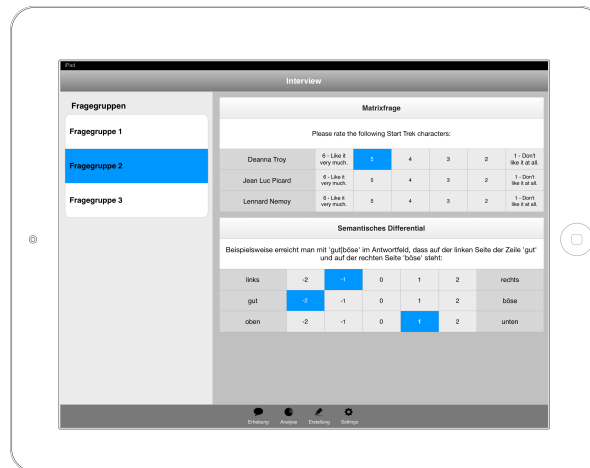 iPad
Interview
Fragegruppen
Fragegruppe 1
Fragegruppe 2
Fragegruppe 3
Matrixfrage
Please rate the following Start Trek characters:
Deanna Troy
6 - Like it
very much.
5
4
3
2
1 - Don't
like it at all.
Jean Luc Picard
6 - Like it
very much.
5
4
3
2
1 - Don't
like it at all.
Lennard Nemoy
6 - Like it
very much.
5
4
3
2
1 - Don't
like it at all.
Semantisches Differential
Beispielsweise erreicht man mit 'gut|böse' im Antwortfeld, dass auf der linken Seite der Zeile 'gut'
und auf der rechten Seite 'böse' steht:
links -2 -1 0 1 2 rechts
gut -2 -1 0 1 2 böse
oben -2 -1 0 1 2 unten
Erhebung Analyse Erstellung Settings